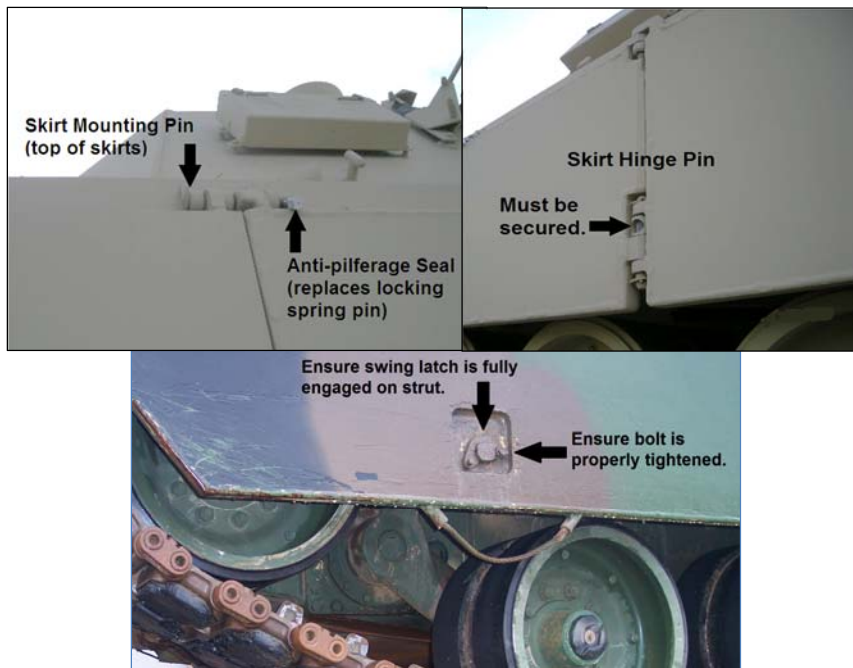 Skirt Mounting Pin
(top of skirts)
Anti-pilferage Seal
(replaces locking
spring pin)
Skirt Hinge Pin
Must be
secured.
Ensure swing latch is fully
engaged on strut.
Ensure bolt is
properly tightened.